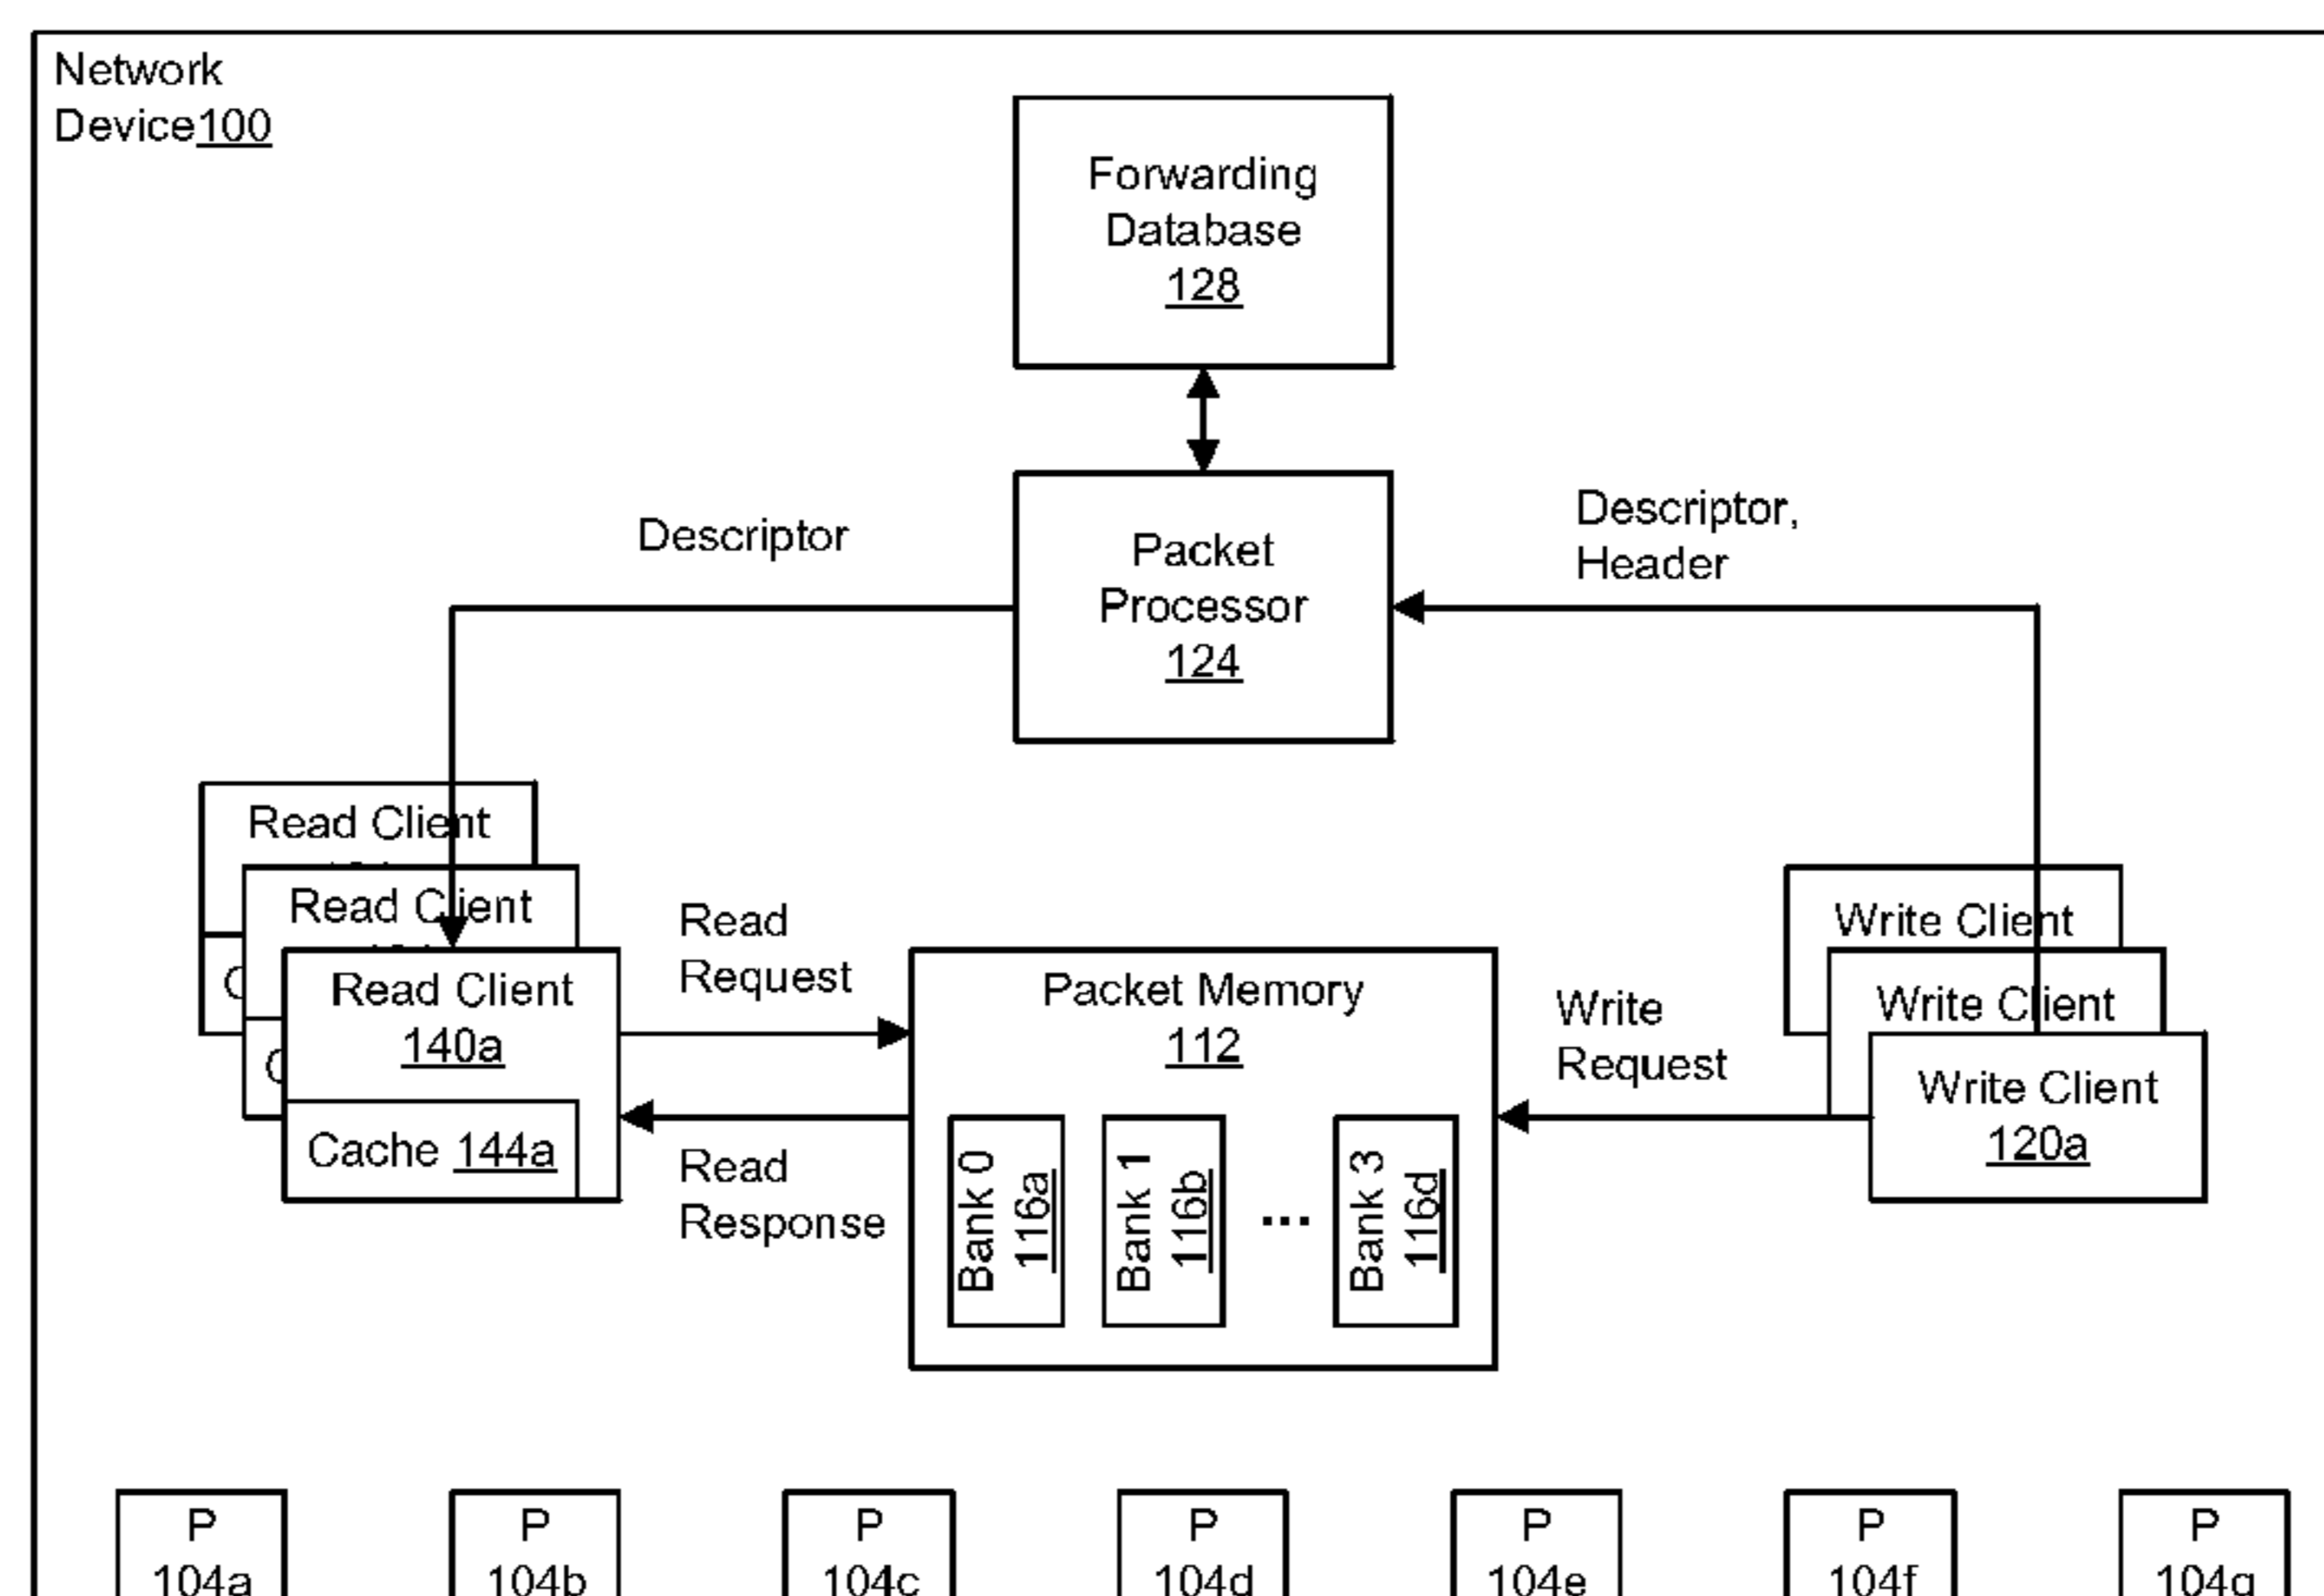 Network
Device100
Forwarding
Database
128
Descriptor
Packet
Processor
124
Descriptor,
Header
Read Client
Read Client
Read Client
140a
Cache 144a
Read
Request
Read
Response
Packet Memory
112
Bank 0
116a
Bank 1
116b
...
Bank 3
116d
Write
Request
Write Client
Write Client
Write Client
120a
P
104a
P
104b
P
104c
P
104d
P
104e
P
104f
P
104g